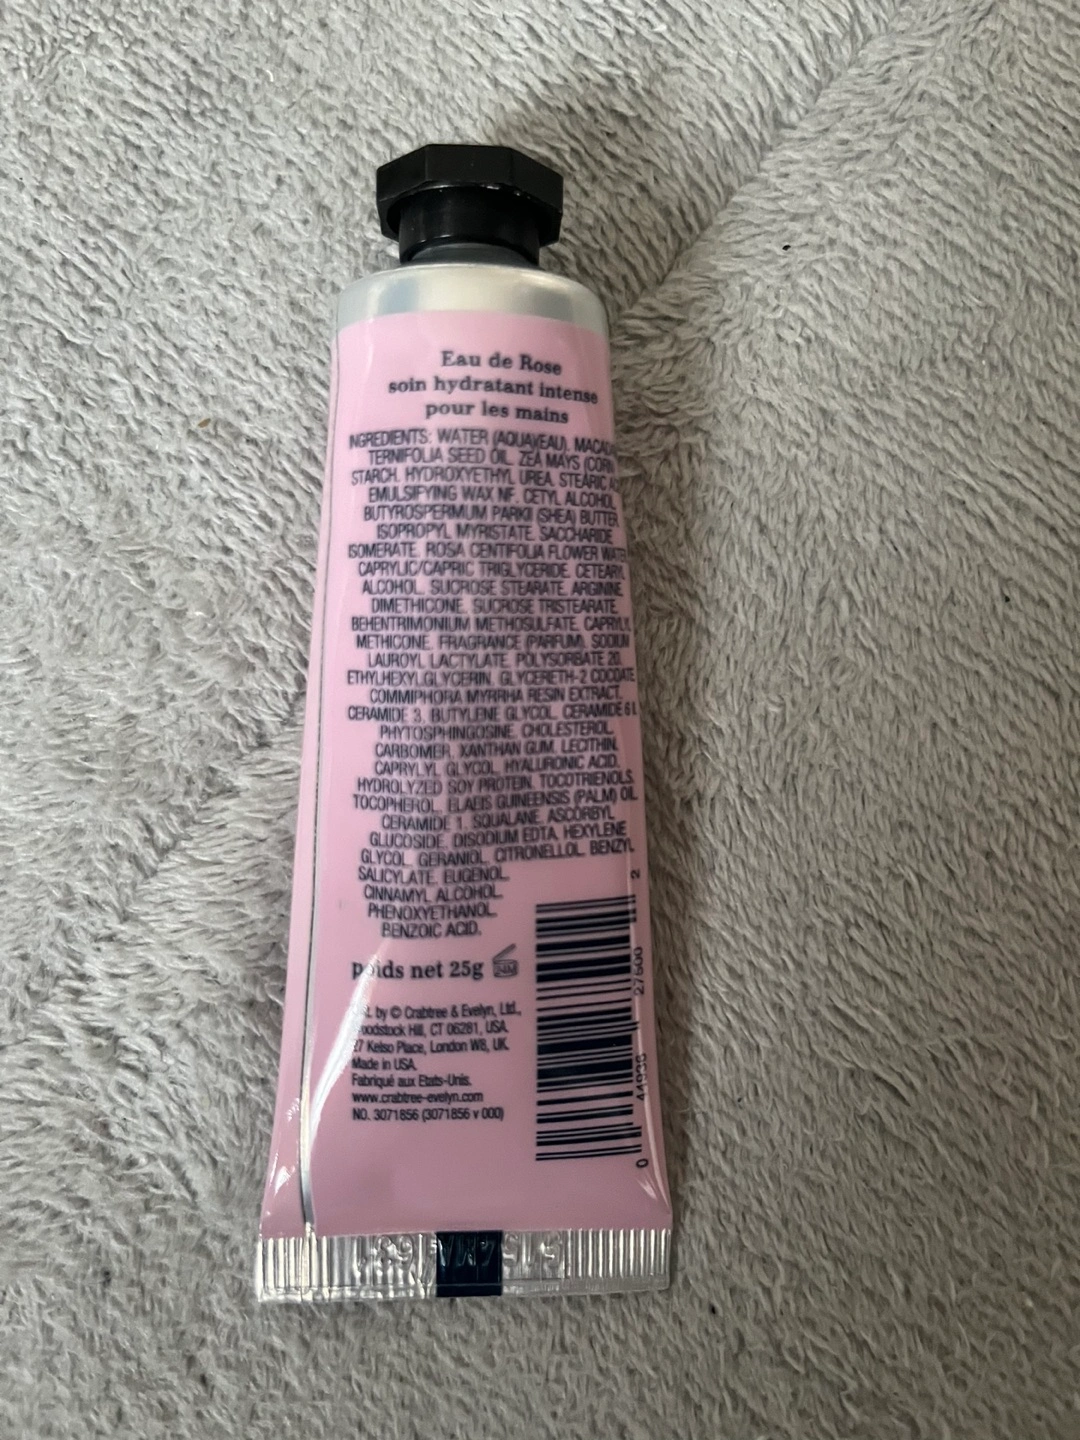 Eau de Rose
soin hydratant intense
pour les mains
NGREDIENTS: WATER (AQUA/EAU), MACADA
TERNIFOLIA SEED OIL, ZEA MAYS (CORN
STARCH, HYDROXYETHYL UREA, STEARIC AC
EMULSIFYING WAX NF, CETYL ALCOHOL,
BUTYROSPERMUM PARKII (SHEA) BUTTER,
ISOPROPYL MYRISTATE, SACCHARIDE
ISOMERATE, ROSA CENTIFOLIA FLOWER WATER,
CAPRYLIC/CAPRIC TRIGLYCERIDE, CETEARYL
ALCOHOL, SUCROSE STEARATE, ARGININE,
DIMETHICONE, SUCROSE TRISTEARATE,
BEHENTRIMONIUM METHOSULFATE, CAPRYLYL
METHICONE, FRAGRANCE (PARFUM), SODIUM
LAUROYL LACTYLATE, POLYSORBATE 20,
ETHYLHEXYLGLYCERIN, GLYCERETH-2 COCOATE,
COMMIPHORA MYRRHA RESIN EXTRACT,
CERAMIDE 3, BUTYLENE GLYCOL, CERAMIDE 6 II,
PHYTOSPHINGOSINE, CHOLESTEROL,
CARBOMER, XANTHAN GUM, LECITHIN,
CAPRYLYL GLYCOL, HYALURONIC ACID,
HYDROLYZED SOY PROTEIN, TOCOTRIENOLS,
TOCOPHEROL, ELAEIS GUINEENSIS (PALM) OIL,
CERAMIDE 1, SQUALANE, ASCORBYL
GLUCOSIDE, DISODIUM EDTA, HEXYLENE
GLYCOL, GERANIOL, CITRONELLOL, BENZYL
SALICYLATE, EUGENOL,
CINNAMYL ALCOHOL,
PHENOXYETHANOL,
BENZOIC ACID.
poids net 25g
24M
by © Crabtree & Evelyn, Ltd.,
oodstock Hill, CT 06281, USA.
27 Kelso Place, London W8, UK.
Made in USA.
Fabriqué aux Etats-Unis.
www.crabtree-evelyn.com
NO. 3071856 (3071856 v 000)
0 44936 27600 2